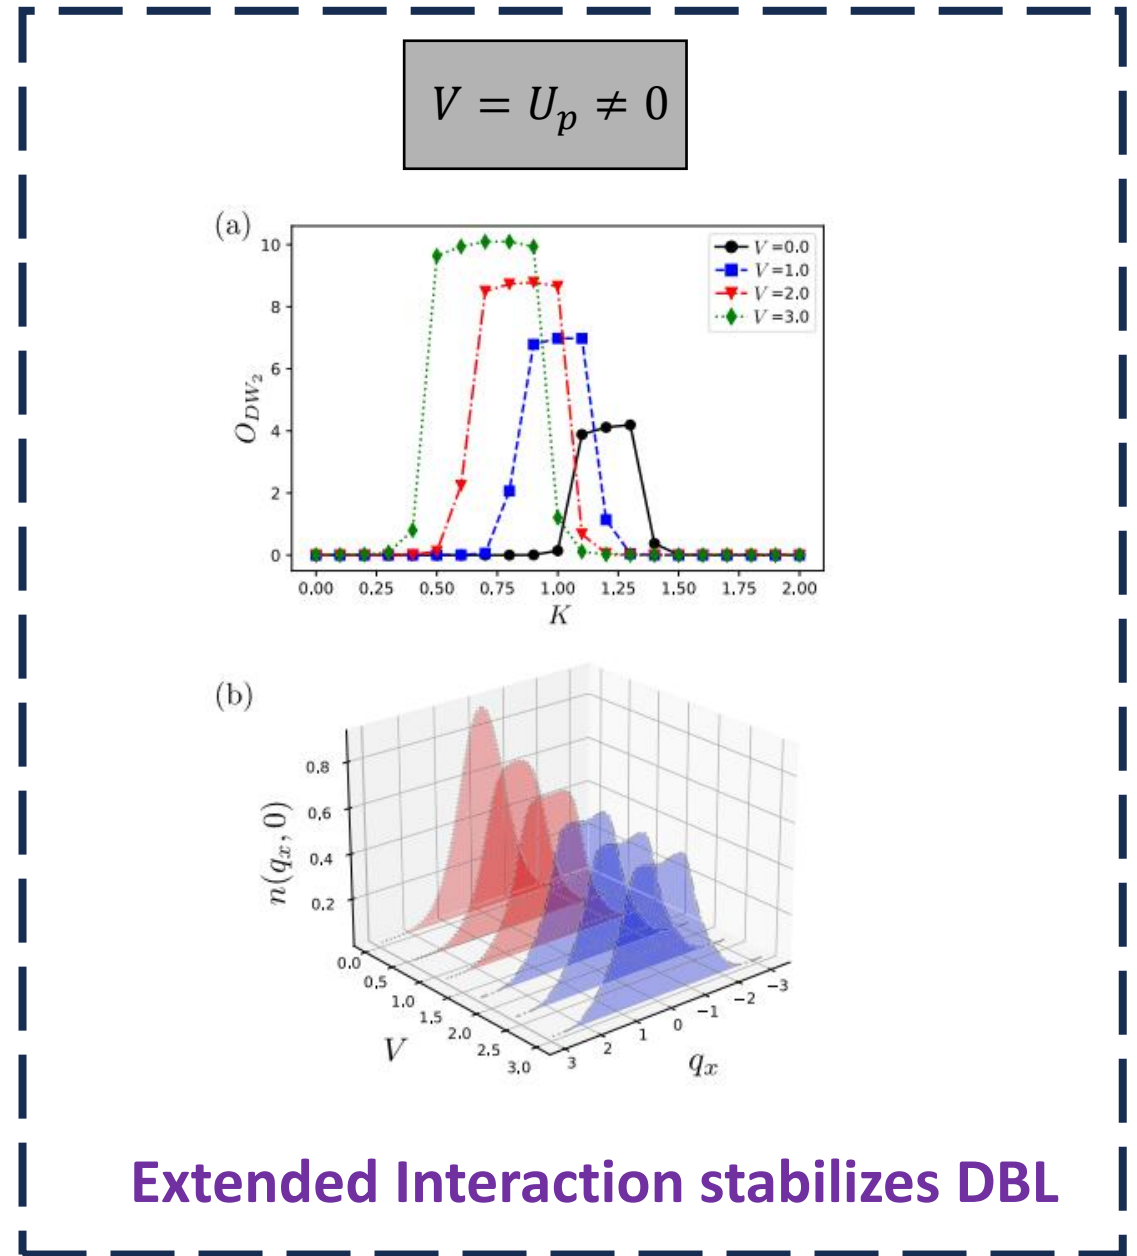 V = U_p ≠ 0
(a)
10
8
6
4
2
0
O_{DW_2}
V =0.0
V =1.0
V =2.0
V =3.0
0.00 0.25 0.50 0.75 1.00 1.25 1.50 1.75 2.00
K
(b)
0.8
0.6
0.4
0.2
n(q_x, 0)
0.0
0.5
1.0
1.5
2.0
2.5
3.0
V
3 2 1 0 −1 −2 −3
q_x
Extended Interaction stabilizes DBL